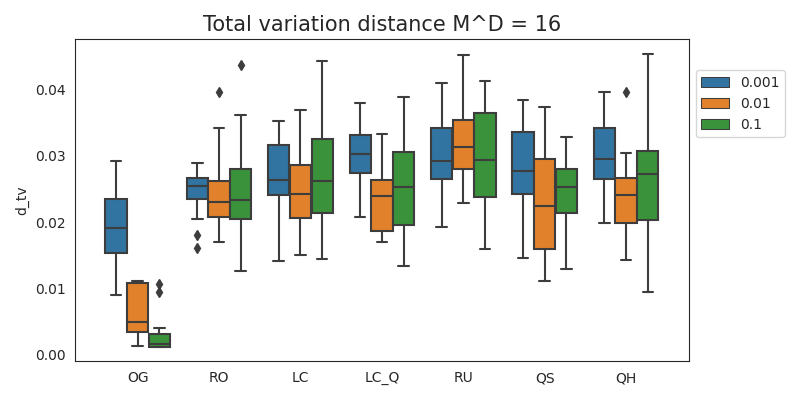 Total variation distance M^D = 16
d_tv
0.04
0.03
0.02
0.01
0.00
OG RO LC LC_Q RU QS QH
0.001
0.01
0.1